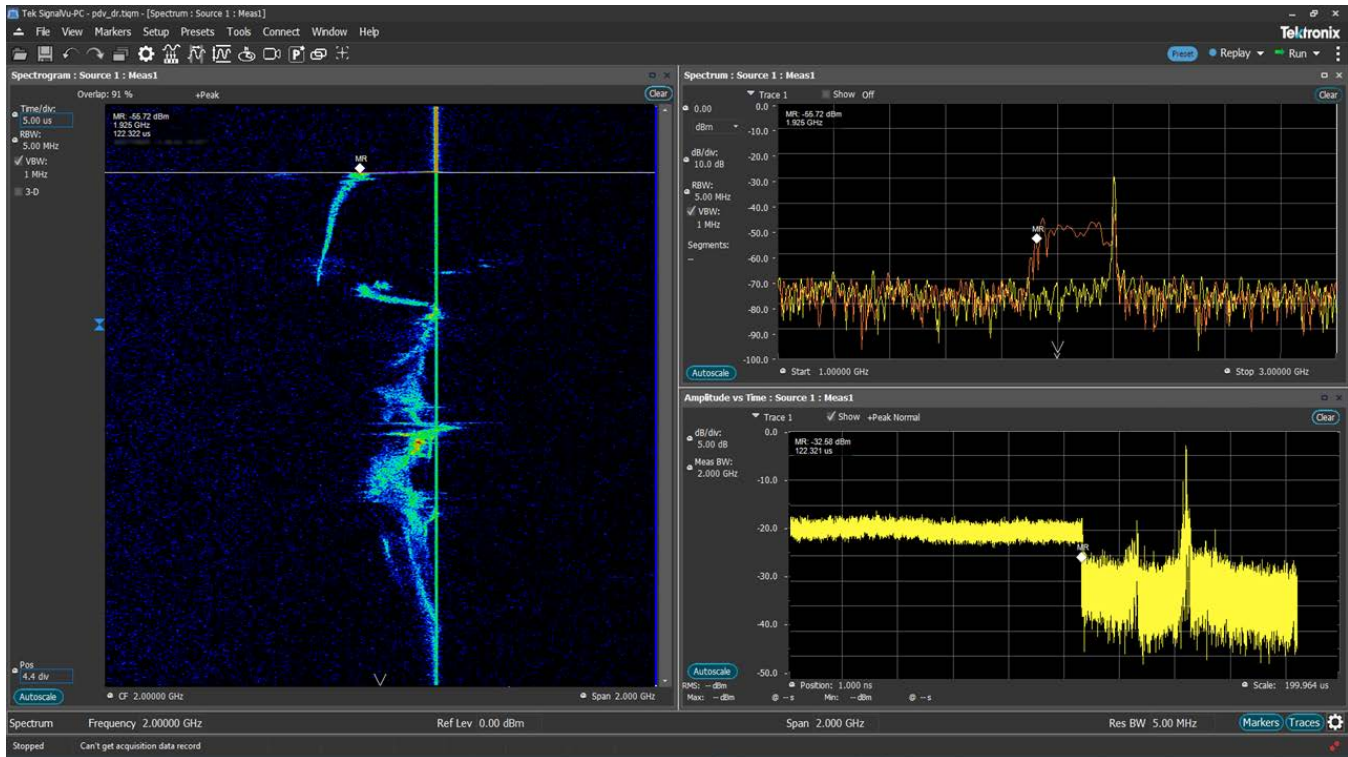 Tek SignalVu-PC - pdv_dr.tiqm - [Spectrum : Source 1 : Meas1]
File View Markers Setup Presets Tools Connect Window Help
Tektronix
Preset Replay Run
Spectrogram : Source 1 : Meas1
Overlap: 91 % +Peak Clear
Time/div:
5.00 us
RBW:
5.00 MHz
VBW:
1 MHz
3-D
MR: -55.72 dBm
1.925 GHz
122.322 us
MR
Pos
4.4 div
Autoscale
CF 2.00000 GHz Span 2.000 GHz
Spectrum : Source 1 : Meas1
Trace 1 Show Off Clear
0.00
dBm
dB/div:
10.0 dB
RBW:
5.00 MHz
VBW:
1 MHz
Segments:
--
0.0
-10.0
-20.0
-30.0
-40.0
-50.0
-60.0
-70.0
-80.0
-90.0
-100.0
MR: -55.72 dBm
1.925 GHz
MR
Autoscale
Start 1.00000 GHz Stop 3.00000 GHz
Amplitude vs Time : Source 1 : Meas1
Trace 1 Show +Peak Normal Clear
dB/div:
5.00 dB
Meas BW:
2.000 GHz
0.0
-10.0
-20.0
-30.0
-40.0
-50.0
MR: -32.58 dBm
122.321 us
MR
Autoscale
Position: 1.000 ns Scale: 199.964 us
RMS: -- dBm
Max: -- dBm @ -- s Min: -- dBm @ -- s
Spectrum Frequency 2.00000 GHz Ref Lev 0.00 dBm Span 2.000 GHz Res BW 5.00 MHz Markers Traces
Stopped Can't get acquisition data record